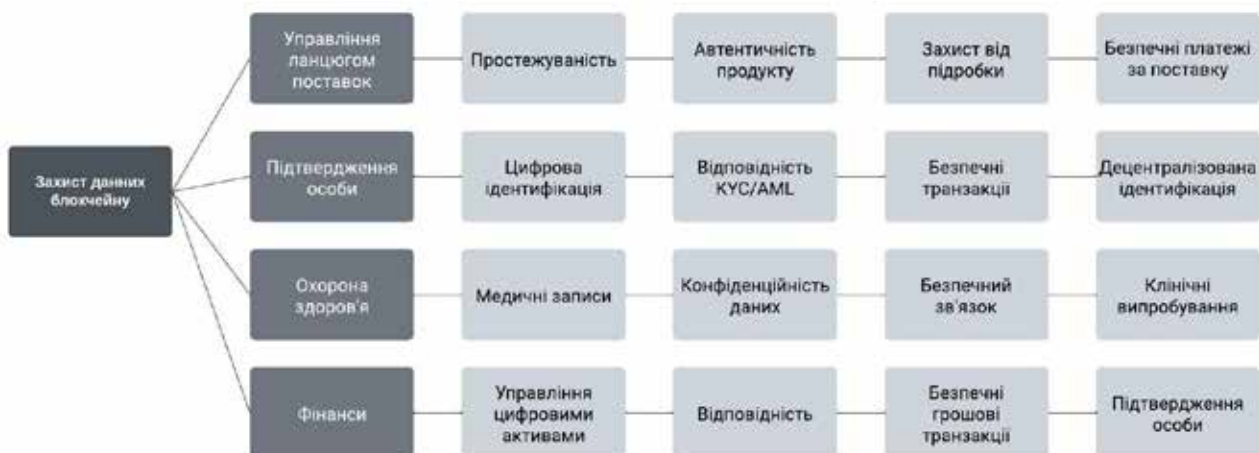 Захист данних
блокчейну
Управління
ланцюгом
поставок
Простежуваність
Автентичність
продукту
Захист від
підробки
Безпечні платежі
за поставку
Підтвердження
особи
Цифрова
ідентифікація
Відповідність
KYC/AML
Безпечні
транзакції
Децентралізована
ідентифікація
Охорона
здоров'я
Медичні записи
Конфіденційність
даних
Безпечний
зв'язок
Клінічні
випробування
Фінанси
Управління
цифровими
активами
Відповідність
Безпечні
грошові
транзакції
Підтвердження
особи